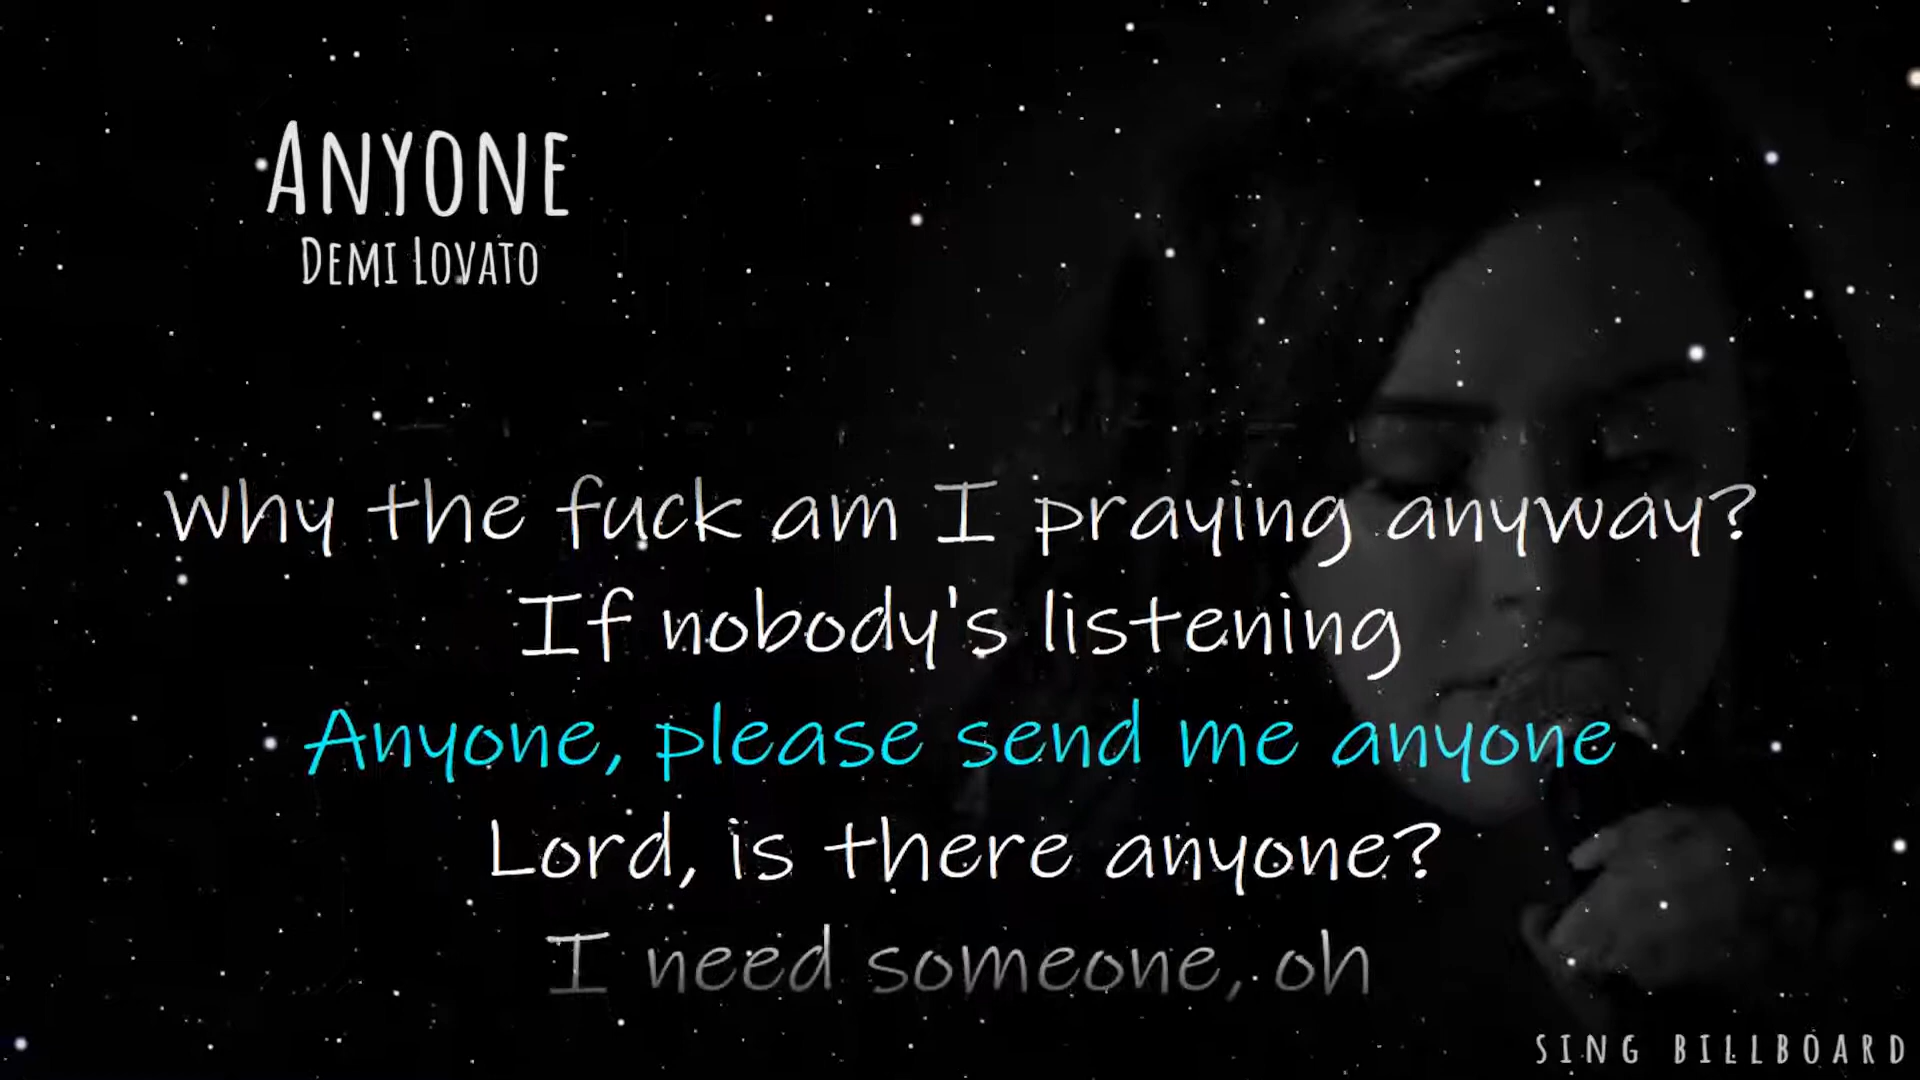 ANYONE
DEMI LOVATO
Why the fuck am I praying anyway?
If nobody's listening
Anyone, please send me anyone
Lord, is there anyone?
I need someone, oh
SING BILLBOARD